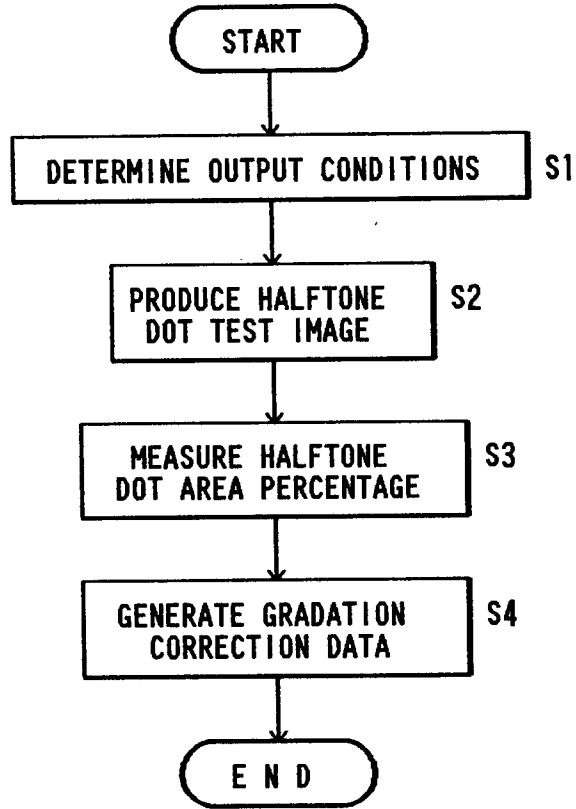 START
DETERMINE OUTPUT CONDITIONS S1
PRODUCE HALFTONE S2
DOT TEST IMAGE
MEASURE HALFTONE S3
DOT AREA PERCENTAGE
GENERATE GRADATION S4
CORRECTION DATA
END